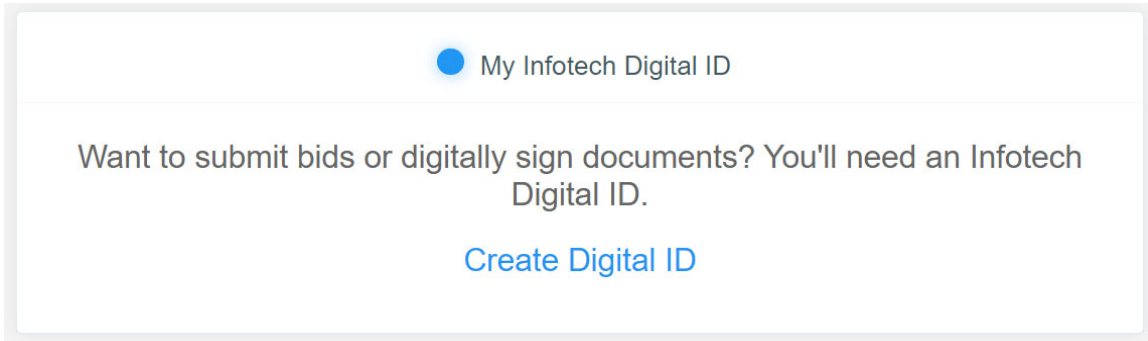 My Infotech Digital ID
Want to submit bids or digitally sign documents? You'll need an Infotech
Digital ID.
Create Digital ID